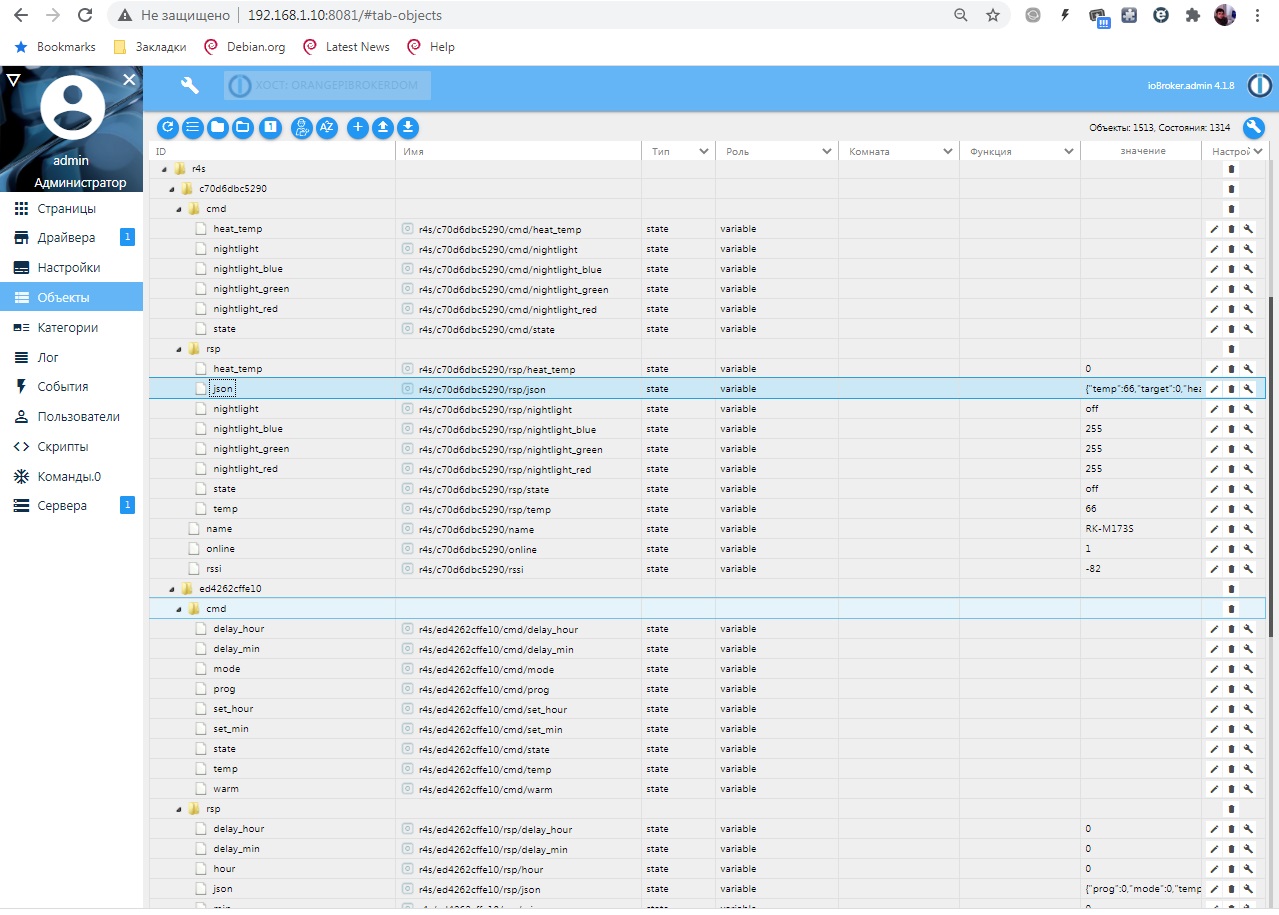 Не защищено 192.168.1.10:8081/#tab-objects
Bookmarks Закладки Debian.org Latest News Help
ХОСТ: ORANGEPIBROKERDOM ioBroker.admin 4.1.8
admin
Администратор
Страницы
Драйвера 1
Настройки
Объекты
Категории
Лог
События
Пользователи
Скрипты
Команды.0
Сервера 1
Объекты: 1513, Состояния: 1314
ID Имя Тип Роль Комната Функция значение Настрой
r4s
c70d6dbc5290
cmd
heat_temp r4s/c70d6dbc5290/cmd/heat_temp state variable
nightlight r4s/c70d6dbc5290/cmd/nightlight state variable
nightlight_blue r4s/c70d6dbc5290/cmd/nightlight_blue state variable
nightlight_green r4s/c70d6dbc5290/cmd/nightlight_green state variable
nightlight_red r4s/c70d6dbc5290/cmd/nightlight_red state variable
state r4s/c70d6dbc5290/cmd/state state variable
rsp
heat_temp r4s/c70d6dbc5290/rsp/heat_temp state variable 0
json r4s/c70d6dbc5290/rsp/json state variable {"temp":66,"target":0,"hea
nightlight r4s/c70d6dbc5290/rsp/nightlight state variable off
nightlight_blue r4s/c70d6dbc5290/rsp/nightlight_blue state variable 255
nightlight_green r4s/c70d6dbc5290/rsp/nightlight_green state variable 255
nightlight_red r4s/c70d6dbc5290/rsp/nightlight_red state variable 255
state r4s/c70d6dbc5290/rsp/state state variable off
temp r4s/c70d6dbc5290/rsp/temp state variable 66
name r4s/c70d6dbc5290/name state variable RK-M173S
online r4s/c70d6dbc5290/online state variable 1
rssi r4s/c70d6dbc5290/rssi state variable -82
ed4262cffe10
cmd
delay_hour r4s/ed4262cffe10/cmd/delay_hour state variable
delay_min r4s/ed4262cffe10/cmd/delay_min state variable
mode r4s/ed4262cffe10/cmd/mode state variable
prog r4s/ed4262cffe10/cmd/prog state variable
set_hour r4s/ed4262cffe10/cmd/set_hour state variable
set_min r4s/ed4262cffe10/cmd/set_min state variable
state r4s/ed4262cffe10/cmd/state state variable
temp r4s/ed4262cffe10/cmd/temp state variable
warm r4s/ed4262cffe10/cmd/warm state variable
rsp
delay_hour r4s/ed4262cffe10/rsp/delay_hour state variable 0
delay_min r4s/ed4262cffe10/rsp/delay_min state variable 0
hour r4s/ed4262cffe10/rsp/hour state variable 0
json r4s/ed4262cffe10/rsp/json state variable {"prog":0,"mode":0,"temp